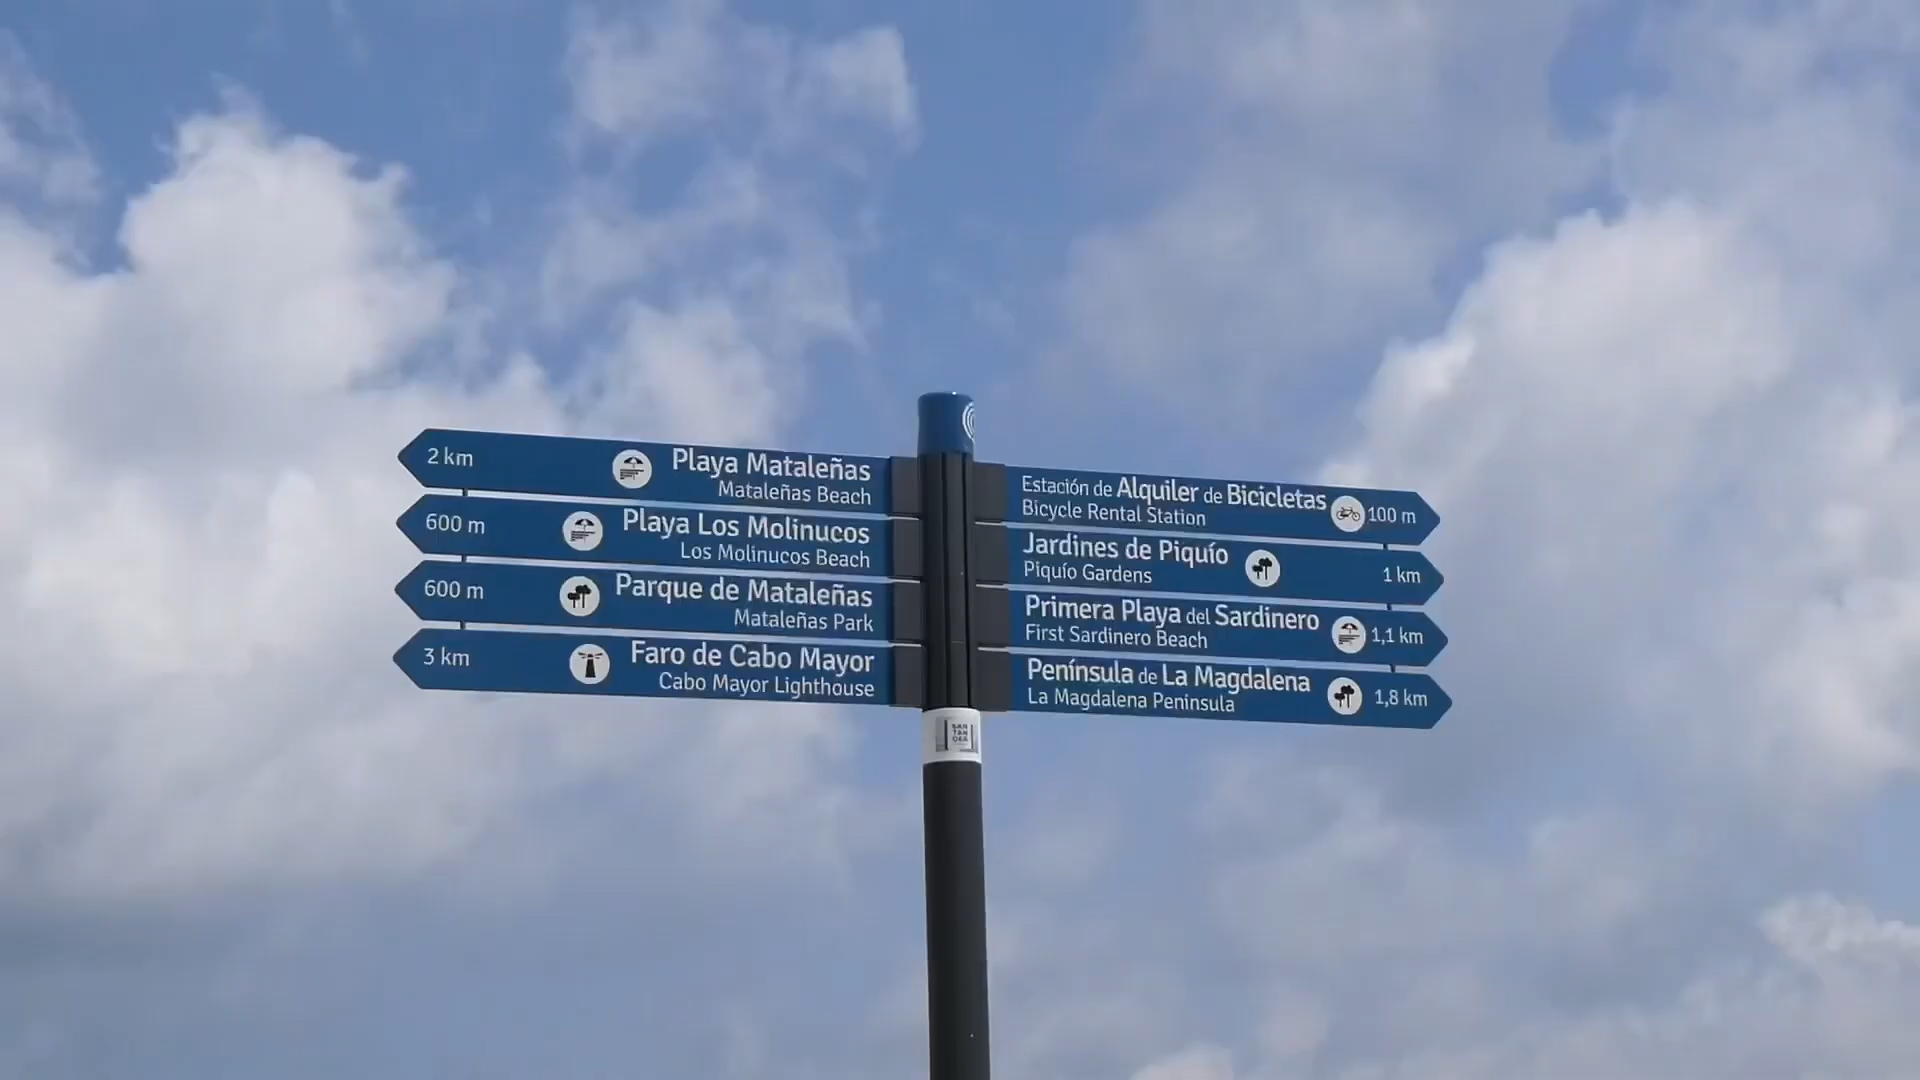 2 km
Playa Mataleñas
Mataleñas Beach
600 m
Playa Los Molinucos
Los Molinucos Beach
600 m
Parque de Mataleñas
Mataleñas Park
3 km
Faro de Cabo Mayor
Cabo Mayor Lighthouse
Estación de Alquiler de Bicicletas
Bicycle Rental Station
100 m
Jardines de Piquío
Piquío Gardens
1 km
Primera Playa del Sardinero
First Sardinero Beach
1,1 km
Península de La Magdalena
La Magdalena Peninsula
1,8 km
SAN
TAN
DER